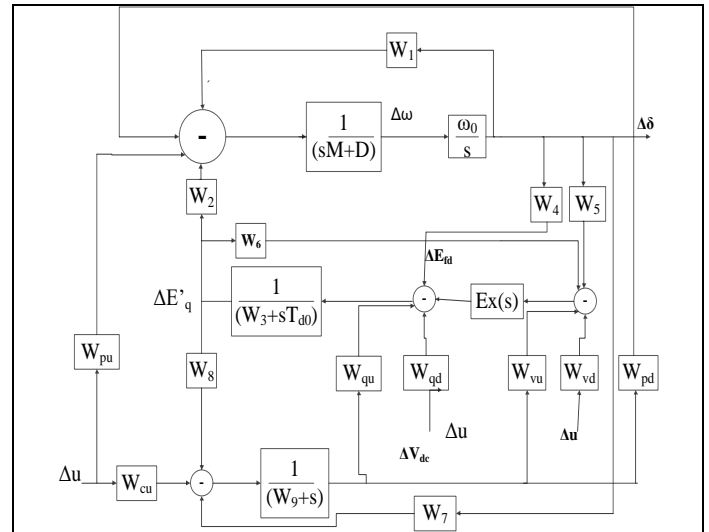 W1
-
1
(sM+D)
Δω
ω0
s
Δδ
W2
W4
W5
W6
ΔEfd
ΔE'q
1
(W3+sTd0)
-
Ex(s)
-
Wpu
W8
Wqu
Wqd
Wvu
Wvd
Wpd
Δu
Δu
ΔVdc
Δu
Wcu
-
1
(W9+s)
W7